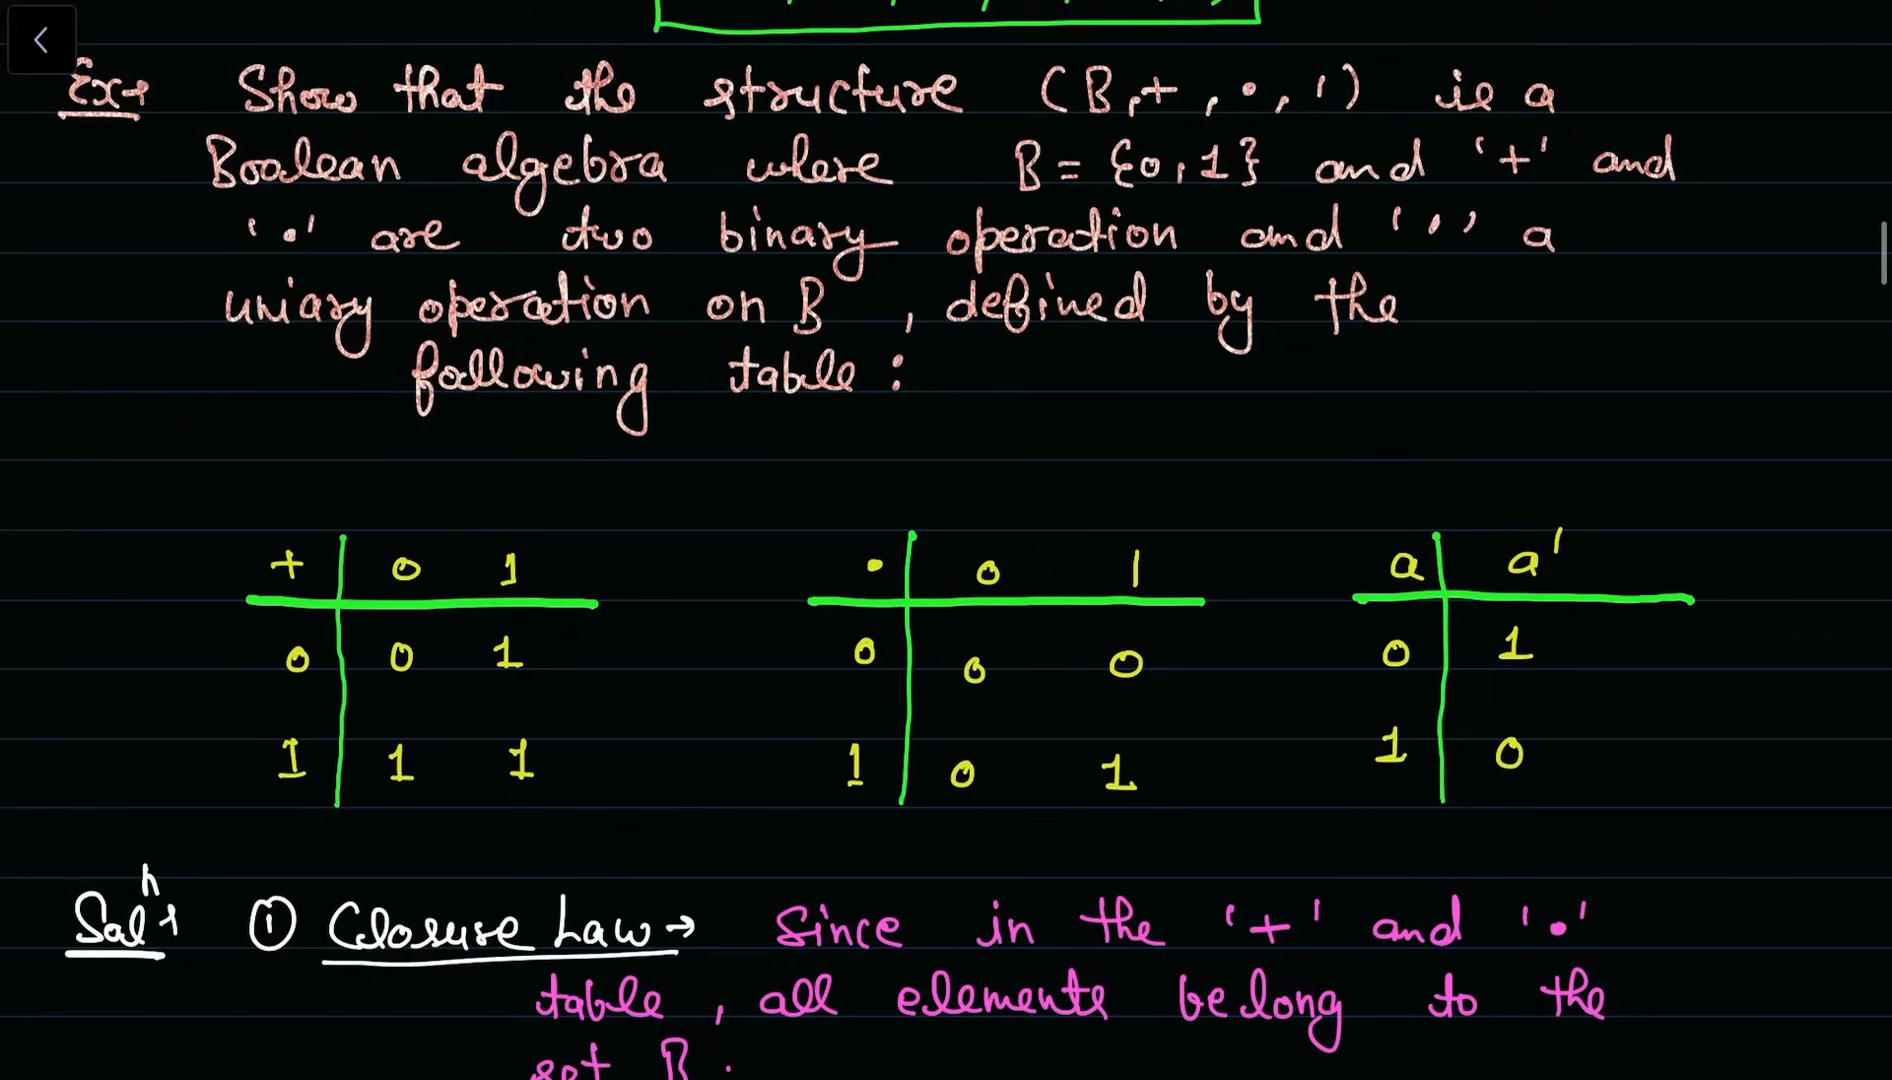 Ex→ Show that the structure (B,+,•,') is a
Boolean algebra where B = {0,1} and '+' and
'•' are two binary operation and ''' a
uniary operation on B , defined by the
following table :
+ 0 1 • 0 1 a a'
0 0 1 0 0 0 0 1
1 1 1 1 0 1 1 0
Solⁿ→ ① Closure Law → Since in the '+' and '•'
table , all elements belong to the
set B .